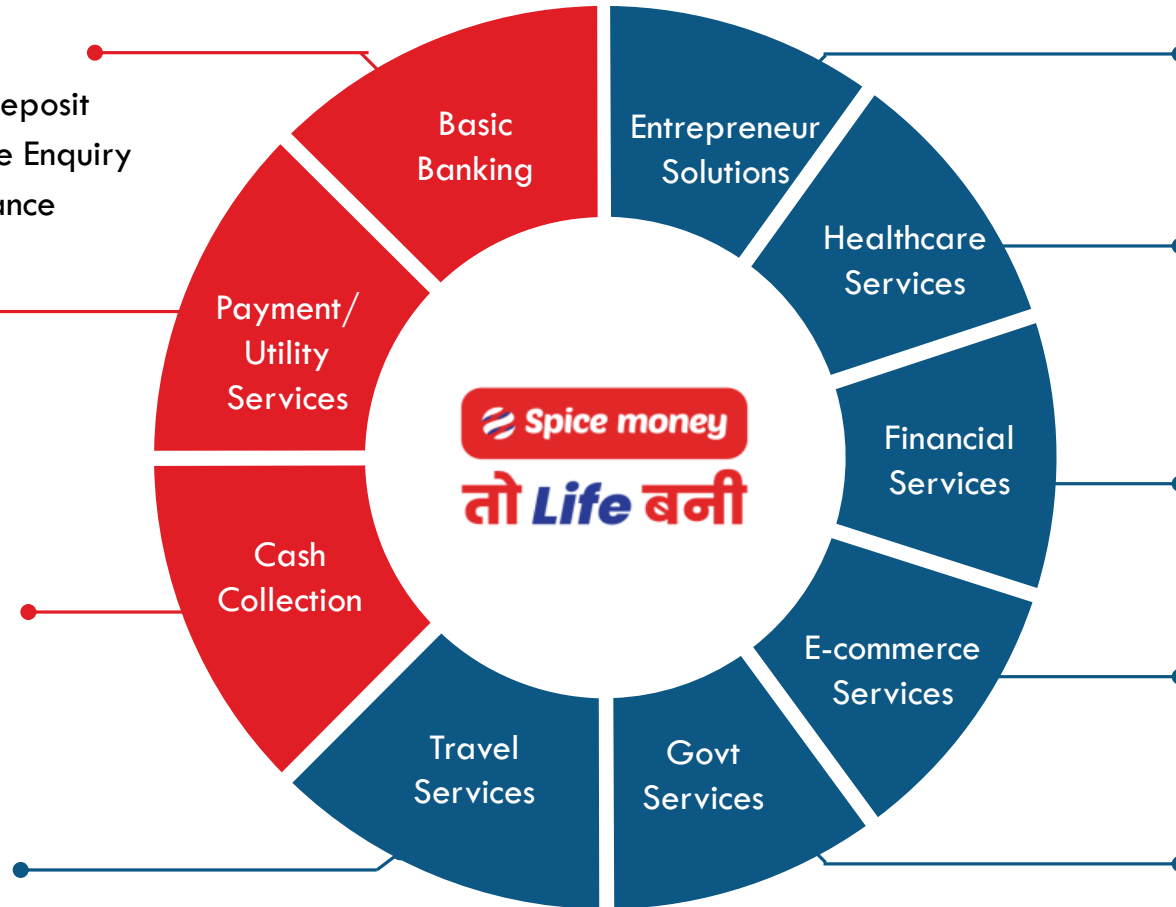 eposit
e Enquiry
ance
Basic
Banking
Entrepreneur
Solutions
Healthcare
Services
Payment/
Utility
Services
Spice money
तो Life बनी
Financial
Services
Cash
Collection
E-commerce
Services
Travel
Services
Govt
Services